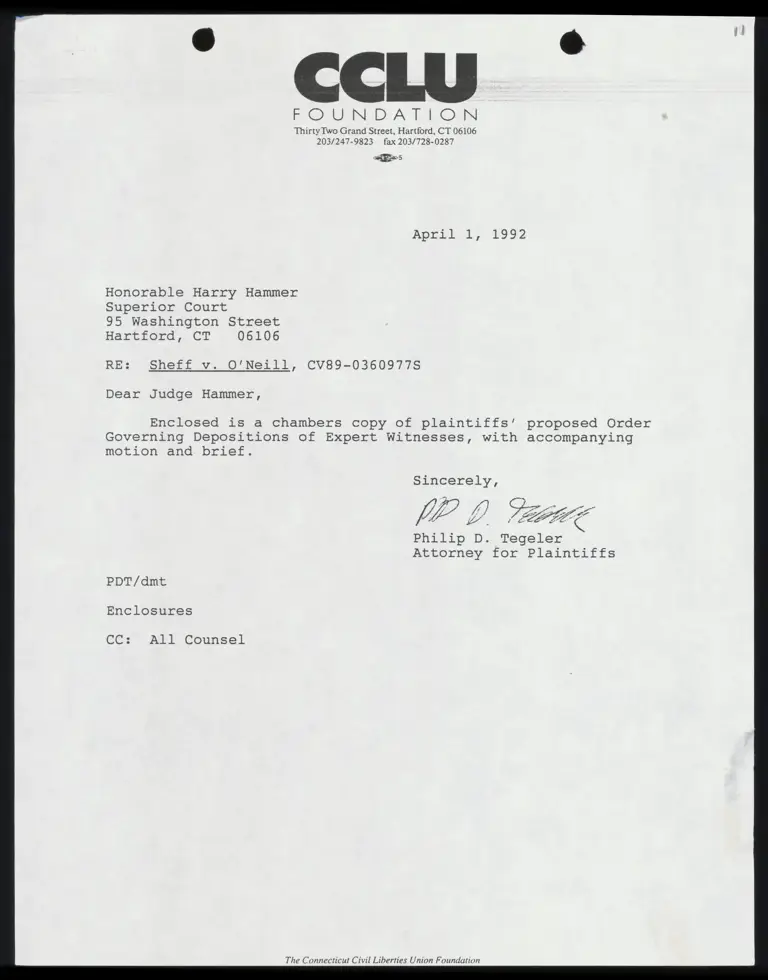 11
CCLU
FOUNDATION
Thirty Two Grand Street, Hartford, CT 06106
203/247-9823 fax 203/728-0287
5
April 1, 1992
Honorable Harry Hammer
Superior Court
95 Washington Street
Hartford, CT 06106
RE: Sheff v. O'Neill, CV89-0360977S
Dear Judge Hammer,
Enclosed is a chambers copy of plaintiffs' proposed Order
Governing Depositions of Expert Witnesses, with accompanying
motion and brief.
Sincerely,
Philip D. Tegeler
Attorney for Plaintiffs
PDT/dmt
Enclosures
CC: All Counsel
The Connecticut Civil Liberties Union Foundation